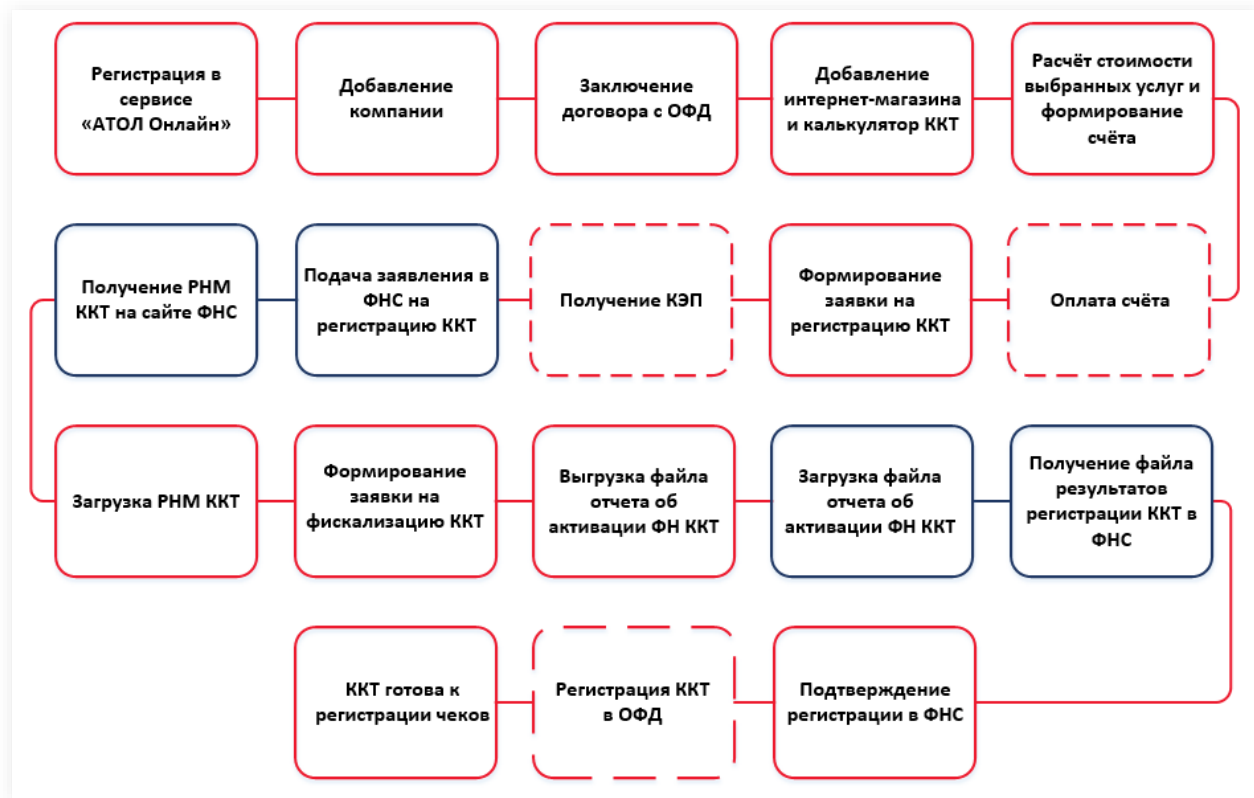 Регистрация в
сервисе
«АТОЛ Онлайн»
Добавление
компании
Заключение
договора с ОФД
Добавление
интернет-магазина
и калькулятор ККТ
Расчёт стоимости
выбранных услуг и
формирование
счёта
Получение РНМ
ККТ на сайте ФНС
Подача заявления в
ФНС на
регистрацию ККТ
Получение КЭП
Формирование
заявки на
регистрацию ККТ
Оплата счёта
Загрузка РНМ ККТ
Формирование
заявки на
фискализацию ККТ
Выгрузка файла
отчета об
активации ФН ККТ
Загрузка файла
отчета об
активации ФН ККТ
Получение файла
результатов
регистрации ККТ в
ФНС
ККТ готова к
регистрации чеков
Регистрация ККТ
в ОФД
Подтверждение
регистрации в ФНС